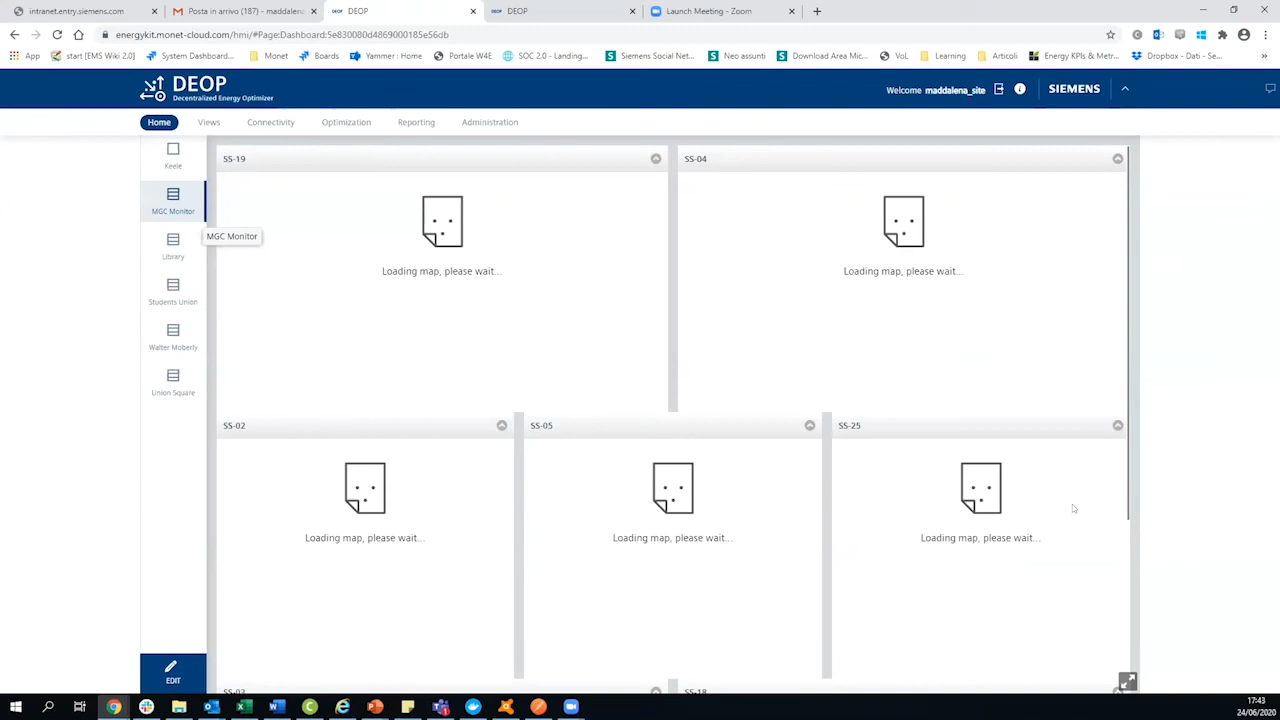 intranet.entry.siemens.com
Posta in arrivo (187) - maddalen
DEOP
DEOP
Launch Meeting - Zoom
energykit.monet-cloud.com/hmi/#Page:Dashboard:5e830080d4869000185e56db
App
start [EMS Wiki 2.0]
System Dashboard...
Monet
Boards
Yammer : Home
Portale W4E
SOC 2.0 - Landing...
Siemens Social Net...
Neo assunti
Download Area Mic...
VoL
Learning
Articoli
Energy KPIs & Metr...
Dropbox - Dati - Se...
DEOP
Decentralized Energy Optimizer
Welcome maddalena_site
SIEMENS
Home
Views
Connectivity
Optimization
Reporting
Administration
Keele
MGC Monitor
MGC Monitor
Library
Students Union
Walter Moberly
Union Square
EDIT
SS-19
Loading map, please wait...
SS-04
Loading map, please wait...
SS-02
Loading map, please wait...
SS-05
Loading map, please wait...
SS-25
Loading map, please wait...
SS-03
SS-18
17:43
24/06/2020